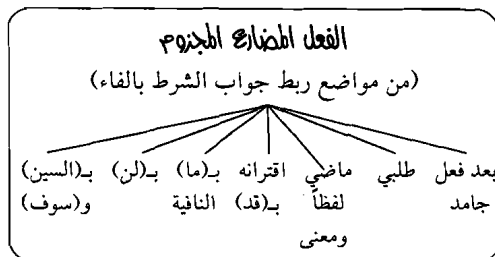 الفعل المضارع المجزوم
(من مواضع ربط جواب الشرط بالفاء)
بعد فعل جامد
طلبي
ماضي لفظاً ومعنى
اقترانه بـ(قد)
بـ(ما) النافية
بـ(لن)
بـ(السين) و(سوف)